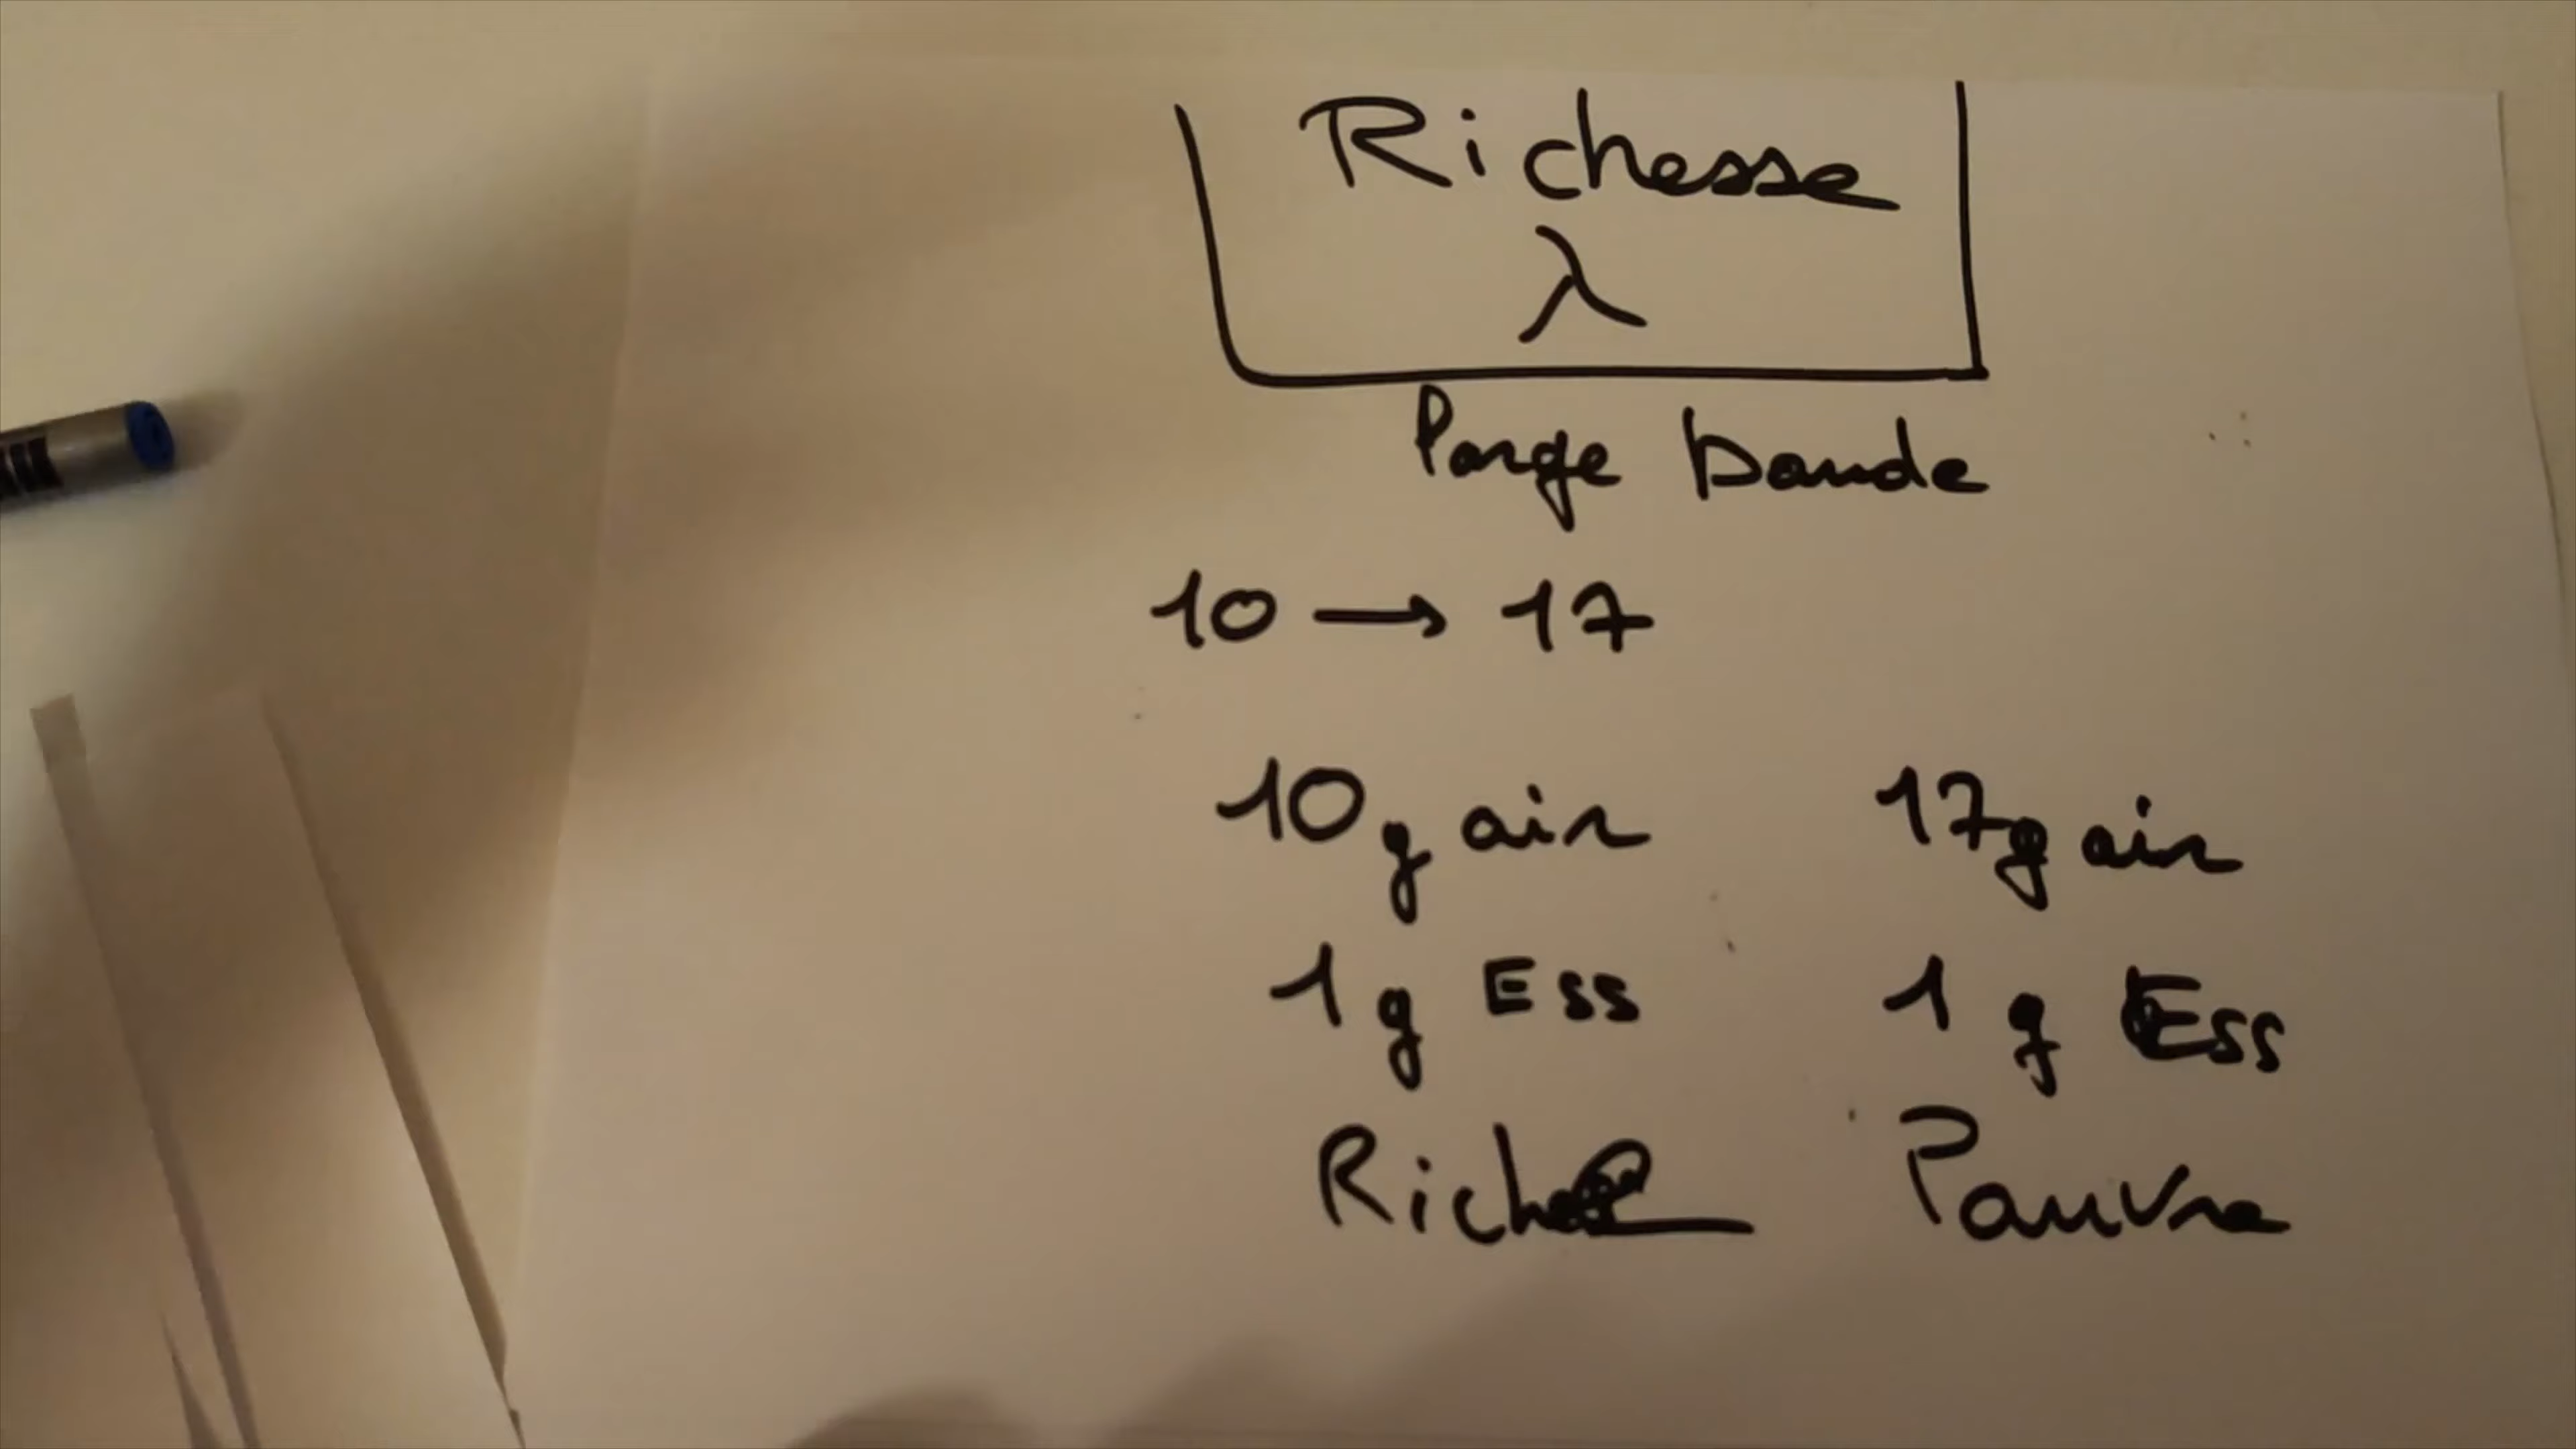 Richesse
λ
Large bande
10 → 17
10g air 17g air
1g Ess 1g Ess
Riche Pauvre